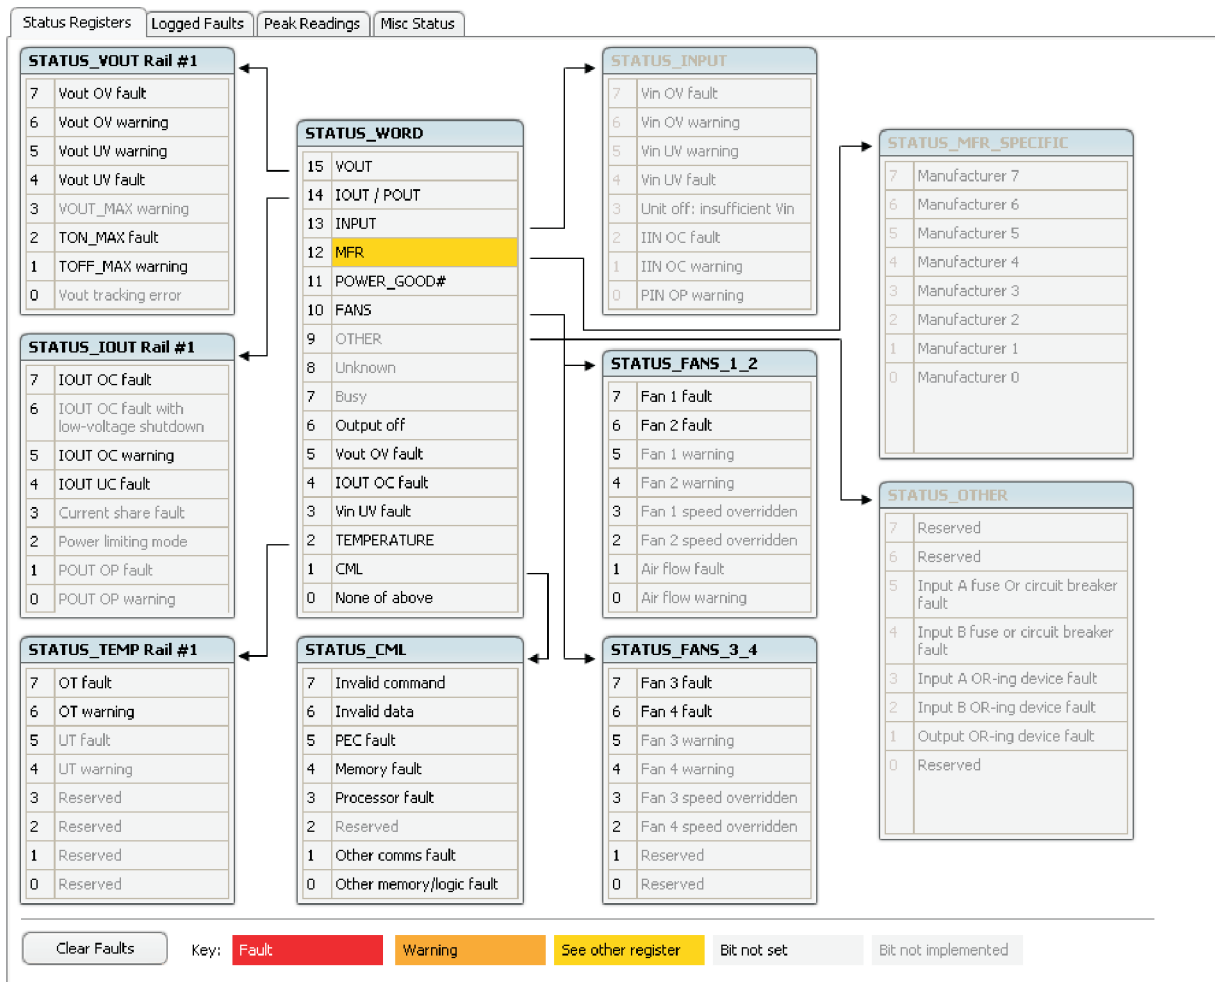 Status Registers
Logged Faults
Peak Readings
Misc Status
STATUS_VOUT Rail #1
7 Vout OV fault
6 Vout OV warning
5 Vout UV warning
4 Vout UV fault
3 VOUT_MAX warning
2 TON_MAX fault
1 TOFF_MAX warning
0 Vout tracking error
STATUS_IOUT Rail #1
7 IOUT OC fault
6 IOUT OC fault with
low-voltage shutdown
5 IOUT OC warning
4 IOUT UC fault
3 Current share fault
2 Power limiting mode
1 POUT OP fault
0 POUT OP warning
STATUS_TEMP Rail #1
7 OT fault
6 OT warning
5 UT fault
4 UT warning
3 Reserved
2 Reserved
1 Reserved
0 Reserved
STATUS_WORD
15 VOUT
14 IOUT / POUT
13 INPUT
12 MFR
11 POWER_GOOD#
10 FANS
9 OTHER
8 Unknown
7 Busy
6 Output off
5 Vout OV fault
4 IOUT OC fault
3 Vin UV fault
2 TEMPERATURE
1 CML
0 None of above
STATUS_CML
7 Invalid command
6 Invalid data
5 PEC fault
4 Memory fault
3 Processor fault
2 Reserved
1 Other comms fault
0 Other memory/logic fault
STATUS_INPUT
7 Vin OV fault
6 Vin OV warning
5 Vin UV warning
4 Vin UV fault
3 Unit off: insufficient Vin
2 IIN OC fault
1 IIN OC warning
0 PIN OP warning
STATUS_FANS_1_2
7 Fan 1 fault
6 Fan 2 fault
5 Fan 1 warning
4 Fan 2 warning
3 Fan 1 speed overridden
2 Fan 2 speed overridden
1 Air flow fault
0 Air flow warning
STATUS_FANS_3_4
7 Fan 3 fault
6 Fan 4 fault
5 Fan 3 warning
4 Fan 4 warning
3 Fan 3 speed overridden
2 Fan 4 speed overridden
1 Reserved
0 Reserved
STATUS_MFR_SPECIFIC
7 Manufacturer 7
6 Manufacturer 6
5 Manufacturer 5
4 Manufacturer 4
3 Manufacturer 3
2 Manufacturer 2
1 Manufacturer 1
0 Manufacturer 0
STATUS_OTHER
7 Reserved
6 Reserved
5 Input A fuse Or circuit breaker
fault
4 Input B fuse or circuit breaker
fault
3 Input A OR-ing device fault
2 Input B OR-ing device fault
1 Output OR-ing device fault
0 Reserved
Clear Faults
Key:
Fault
Warning
See other register
Bit not set
Bit not implemented